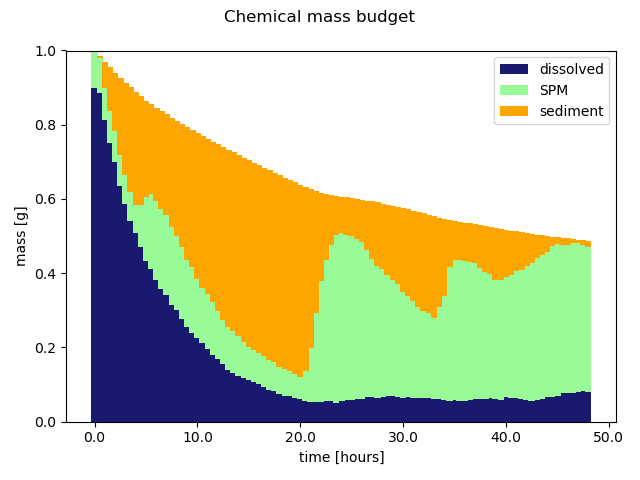 Chemical mass budget
1.0
0.8
0.6
0.4
0.2
0.0
mass [g]
dissolved
SPM
sediment
0.0 10.0 20.0 30.0 40.0 50.0
time [hours]